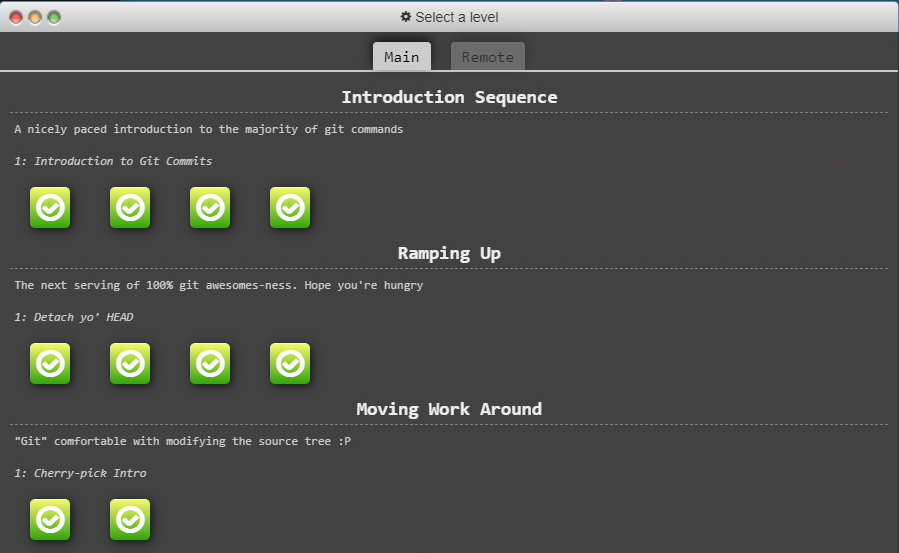 Select a level
Main Remote
Introduction Sequence
A nicely paced introduction to the majority of git commands
1: Introduction to Git Commits
Ramping Up
The next serving of 100% git awesomes-ness. Hope you're hungry
1: Detach yo' HEAD
Moving Work Around
"Git" comfortable with modifying the source tree :P
1: Cherry-pick Intro